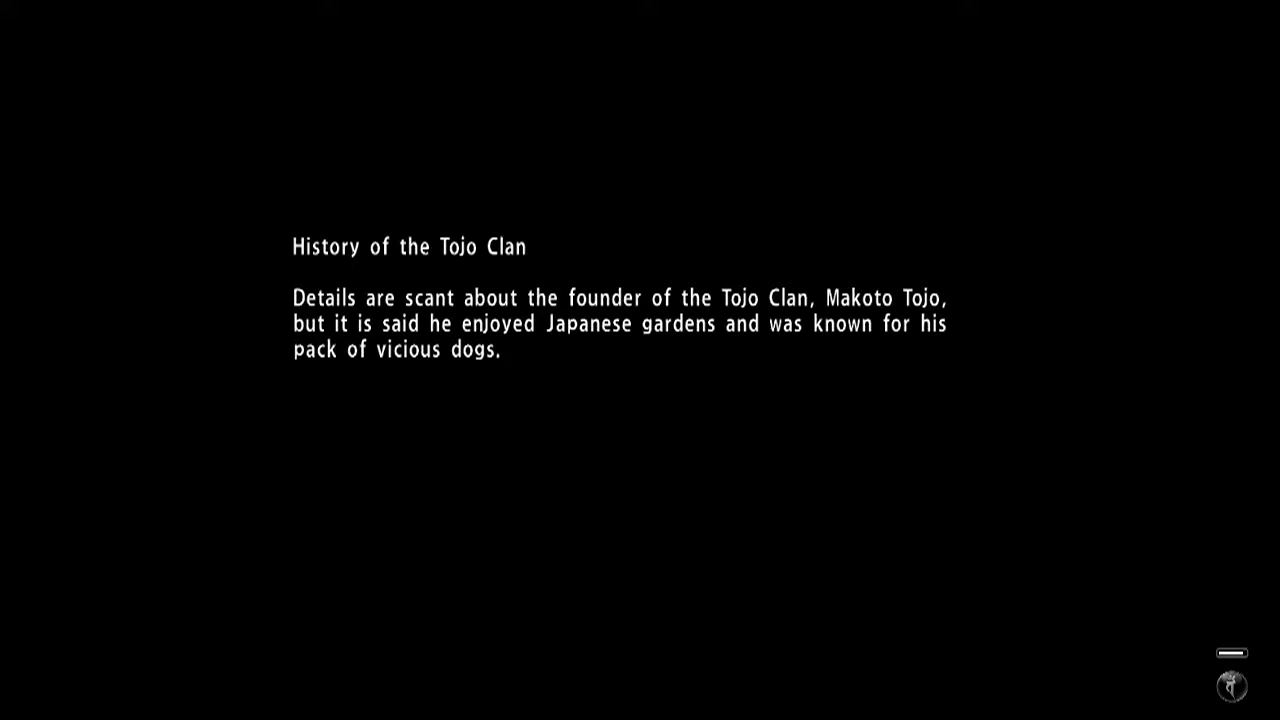 History of the Tojo Clan
Details are scant about the founder of the Tojo Clan, Makoto Tojo,
but it is said he enjoyed Japanese gardens and was known for his
pack of vicious dogs.